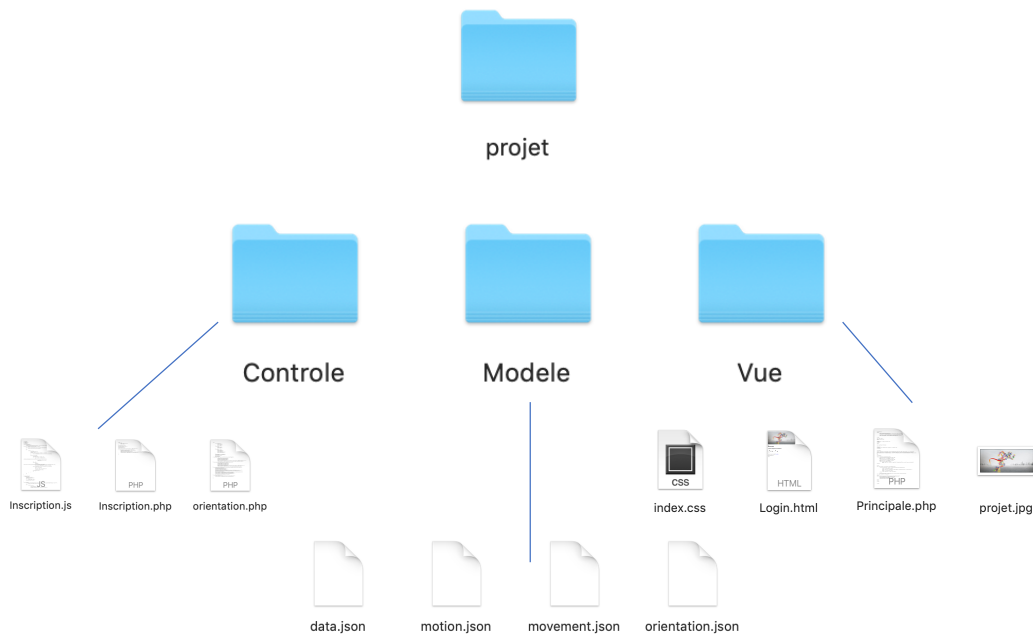 projet
Controle
Modele
Vue
JS
PHP
PHP
CSS
HTML
PHP
Inscription.js
Inscription.php
orientation.php
index.css
Login.html
Principale.php
projet.jpg
data.json
motion.json
movement.json
orientation.json